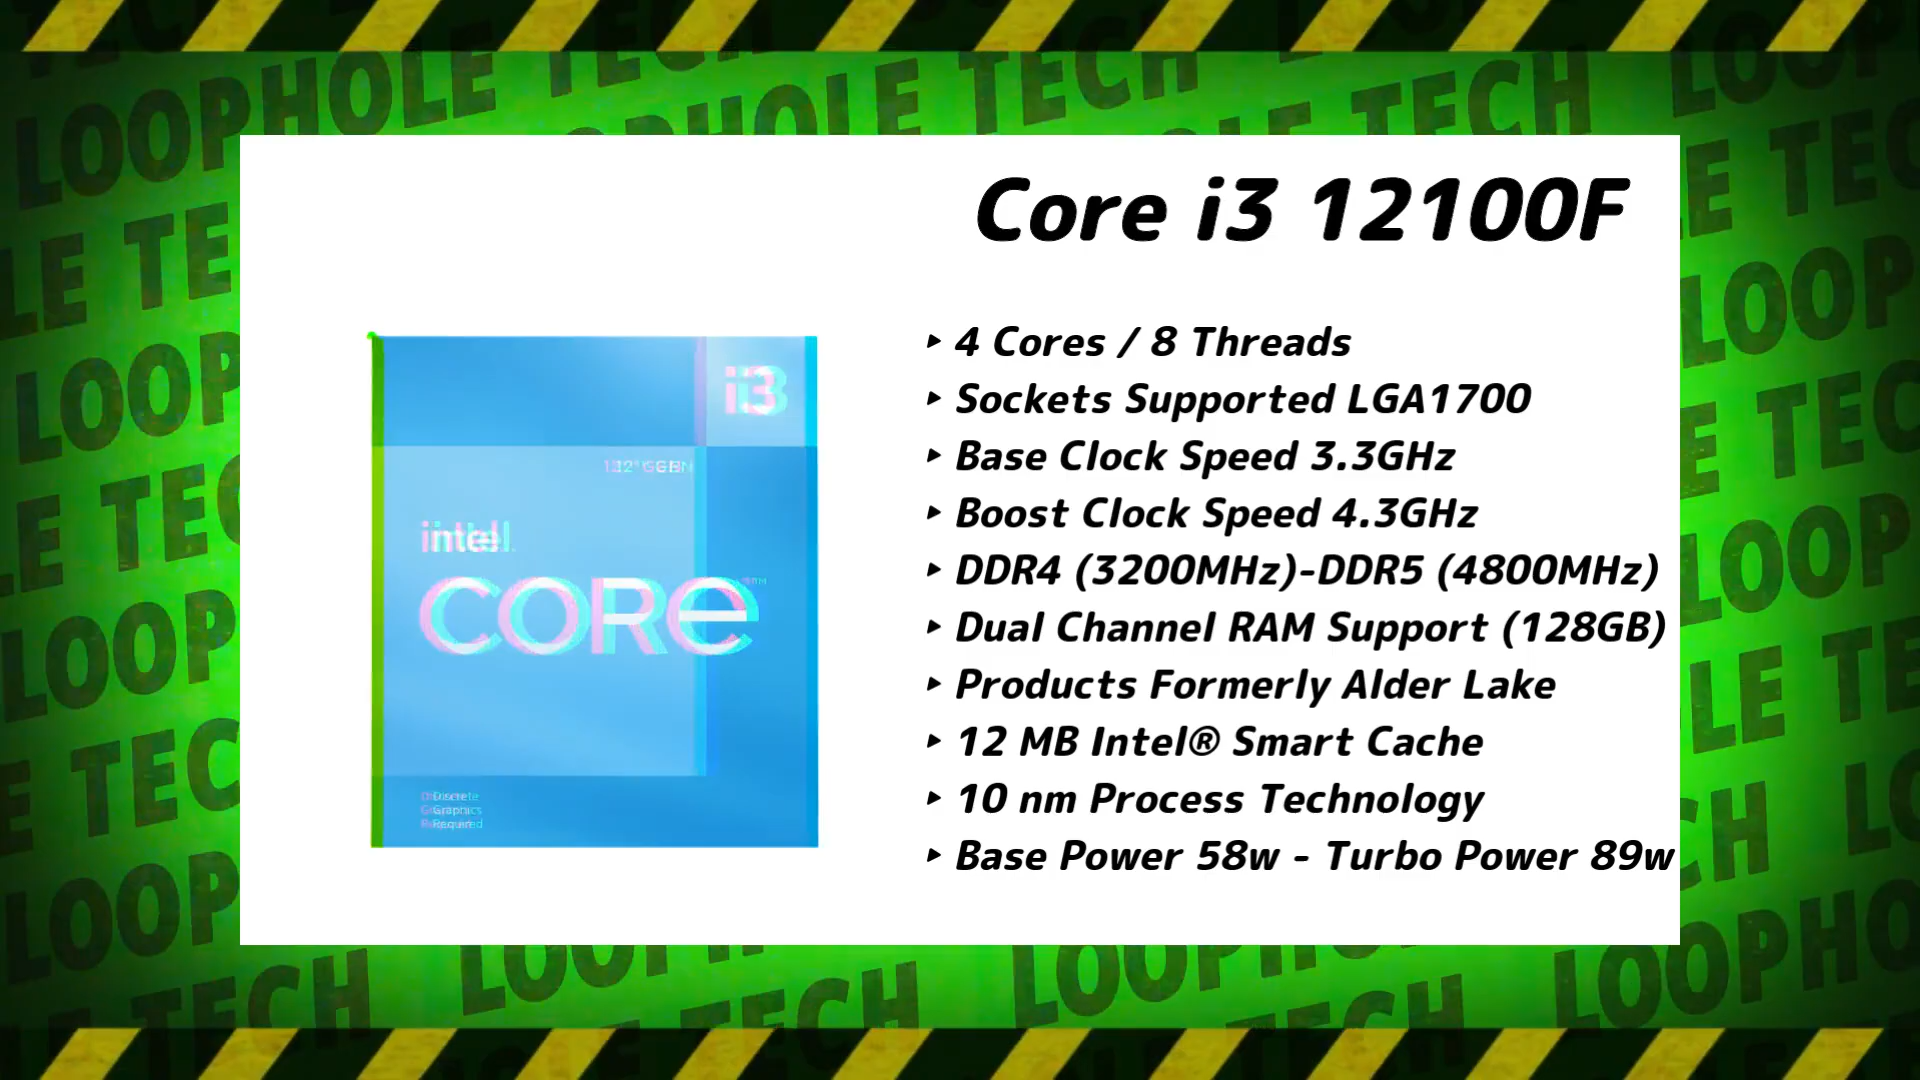 LOOPHOLE TECH
Core i3 12100F
‣ 4 Cores / 8 Threads
‣ Sockets Supported LGA1700
‣ Base Clock Speed 3.3GHz
‣ Boost Clock Speed 4.3GHz
‣ DDR4 (3200MHz)-DDR5 (4800MHz)
‣ Dual Channel RAM Support (128GB)
‣ Products Formerly Alder Lake
‣ 12 MB Intel® Smart Cache
‣ 10 nm Process Technology
‣ Base Power 58w - Turbo Power 89w
i3
intel.
CORE
Discrete
Graphics
Required